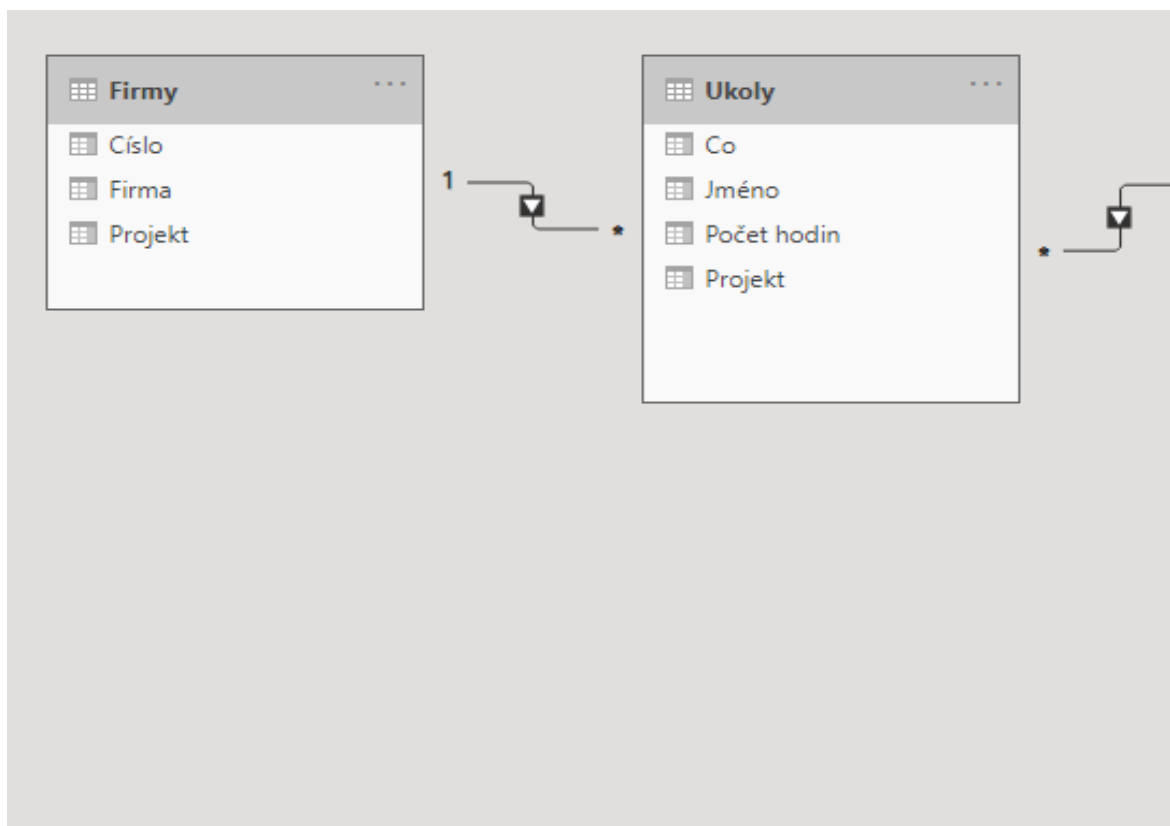 Firmy
Císlo
Firma
Projekt
1
*
Ukoly
Co
Jméno
Počet hodin
Projekt
*